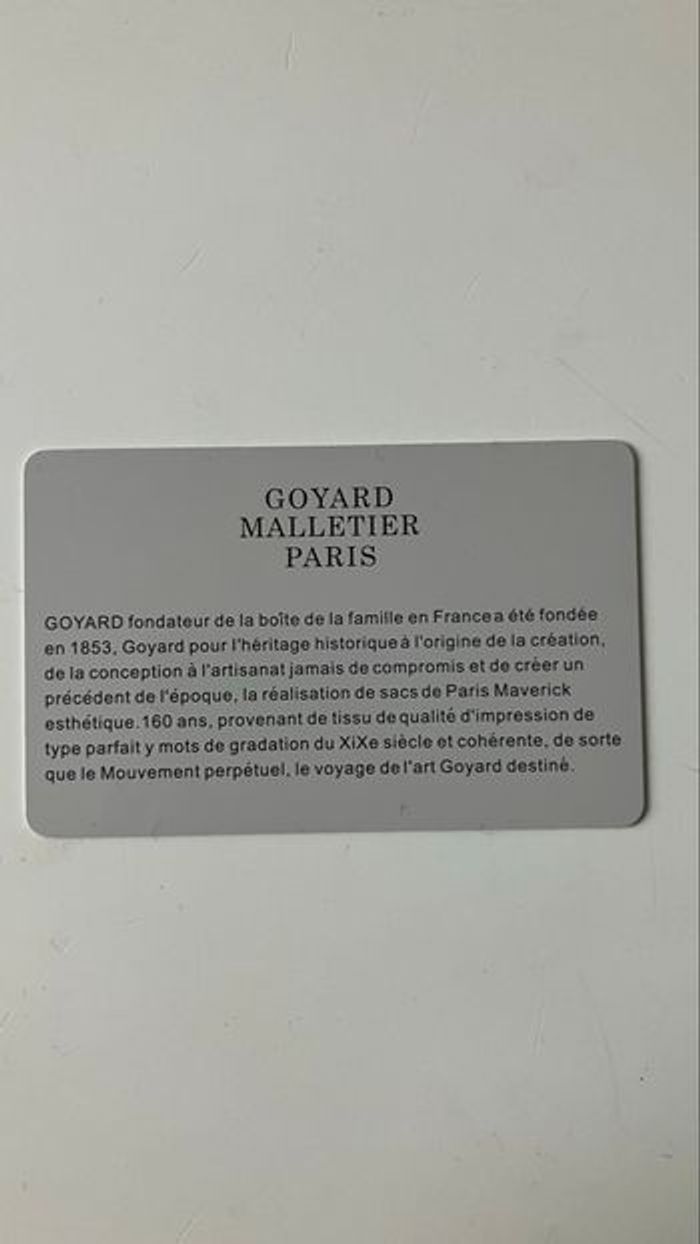 GOYARD
MALLETIER
PARIS
GOYARD fondateur de la boîte de la famille en France a été fondée
en 1853, Goyard pour l'héritage historique à l'origine de la création,
de la conception à l'artisanat jamais de compromis et de créer un
précédent de l'époque, la réalisation de sacs de Paris Maverick
esthétique.160 ans, provenant de tissu de qualité d'impression de
type parfait y mots de gradation du XiXe siècle et cohérente, de sorte
que le Mouvement perpétuel, le voyage de l'art Goyard destiné.